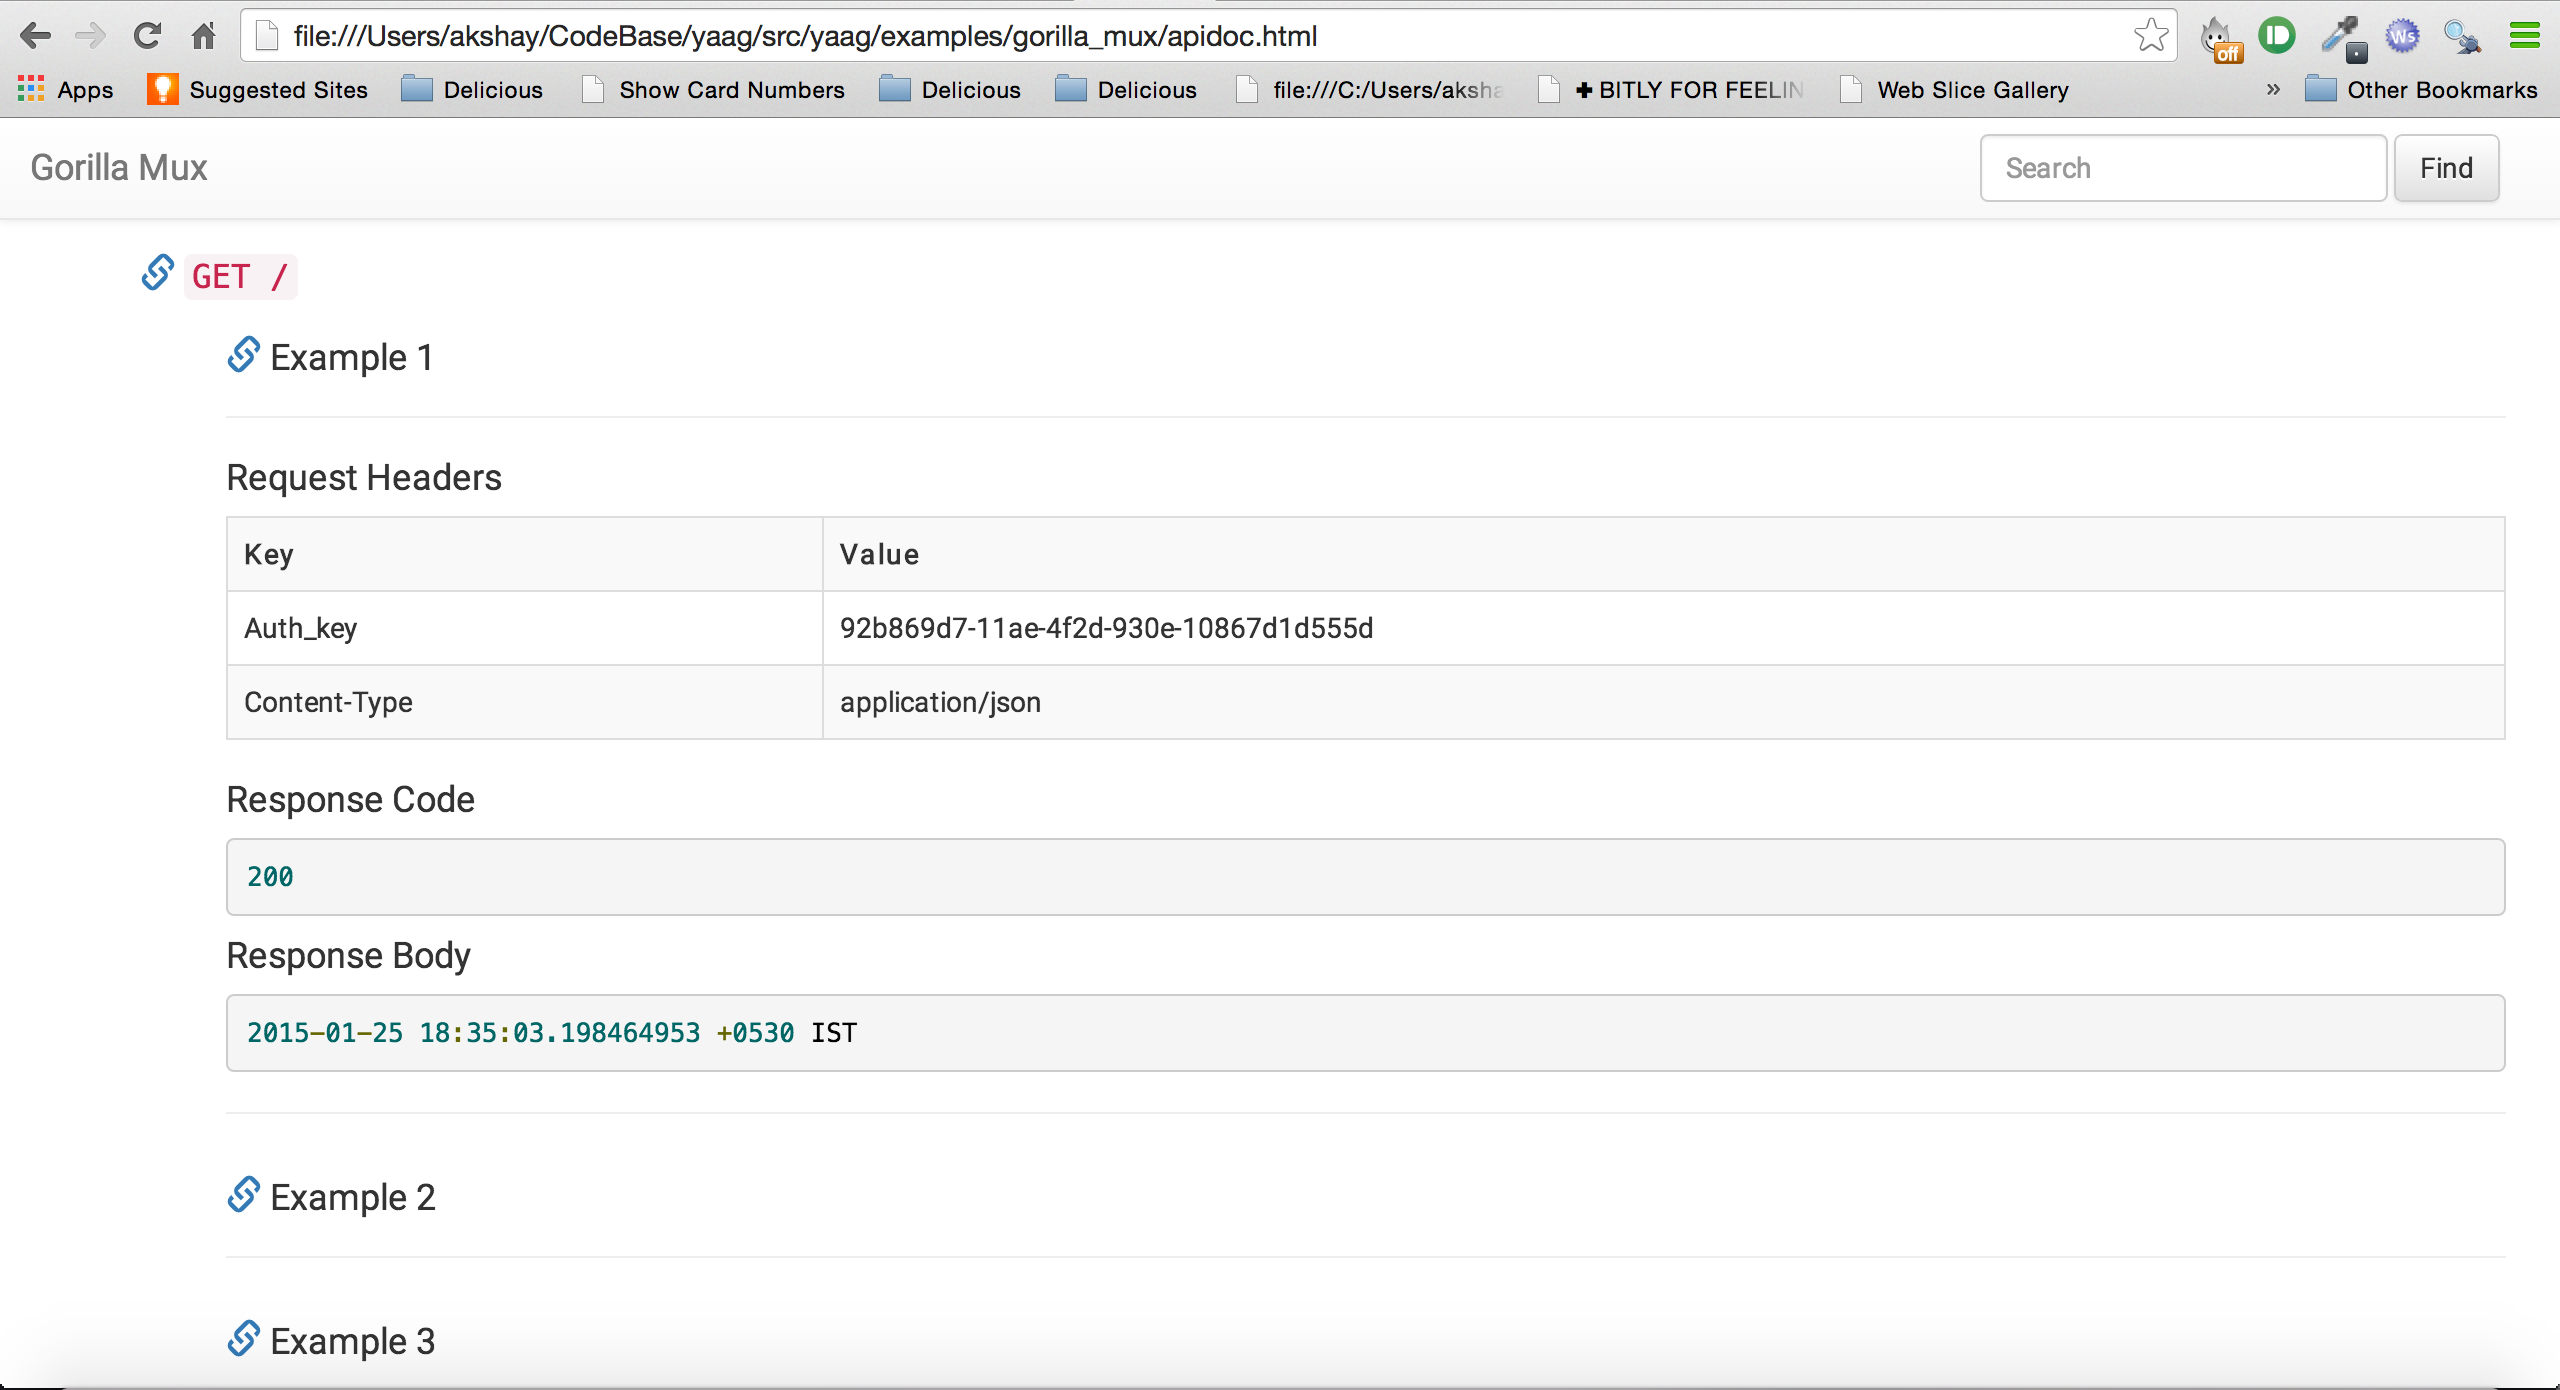 file:///Users/akshay/CodeBase/yaag/src/yaag/examples/gorilla_mux/apidoc.html
off
Ws
Apps Suggested Sites Delicious Show Card Numbers Delicious Delicious file:///C:/Users/aksha ✚ BITLY FOR FEELIN Web Slice Gallery » Other Bookmarks
Gorilla Mux Search Find
GET /
Example 1
Request Headers
Key Value
Auth_key 92b869d7-11ae-4f2d-930e-10867d1d555d
Content-Type application/json
Response Code
200
Response Body
2015-01-25 18:35:03.198464953 +0530 IST
Example 2
Example 3